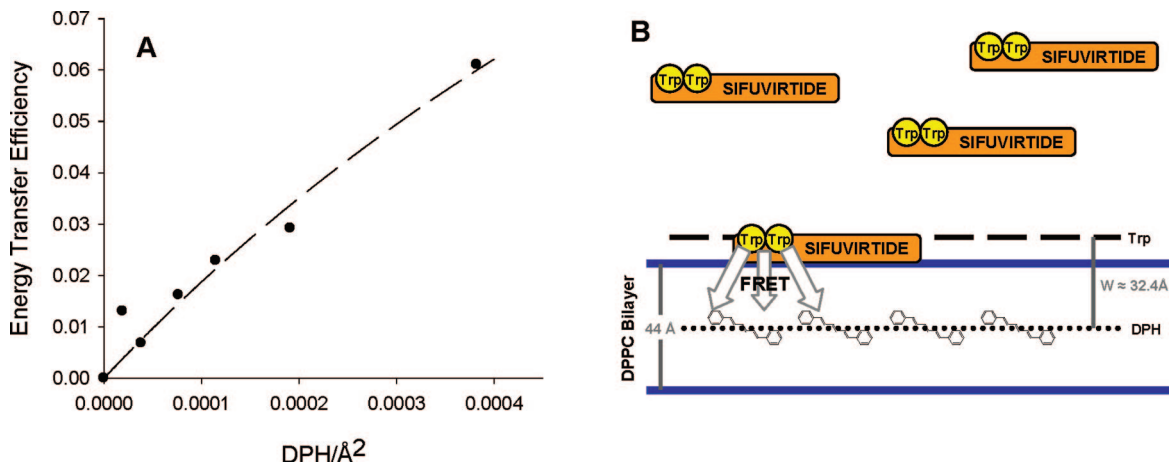 A
Energy Transfer Efficiency
0.07
0.06
0.05
0.04
0.03
0.02
0.01
0.00
0.0000 0.0001 0.0002 0.0003 0.0004
DPH/Å²
B
Trp Trp SIFUVIRTIDE
Trp Trp SIFUVIRTIDE
Trp Trp SIFUVIRTIDE
Trp Trp SIFUVIRTIDE
Trp
FRET
W ≈ 32.4Å
DPPC Bilayer
44 Å
DPH